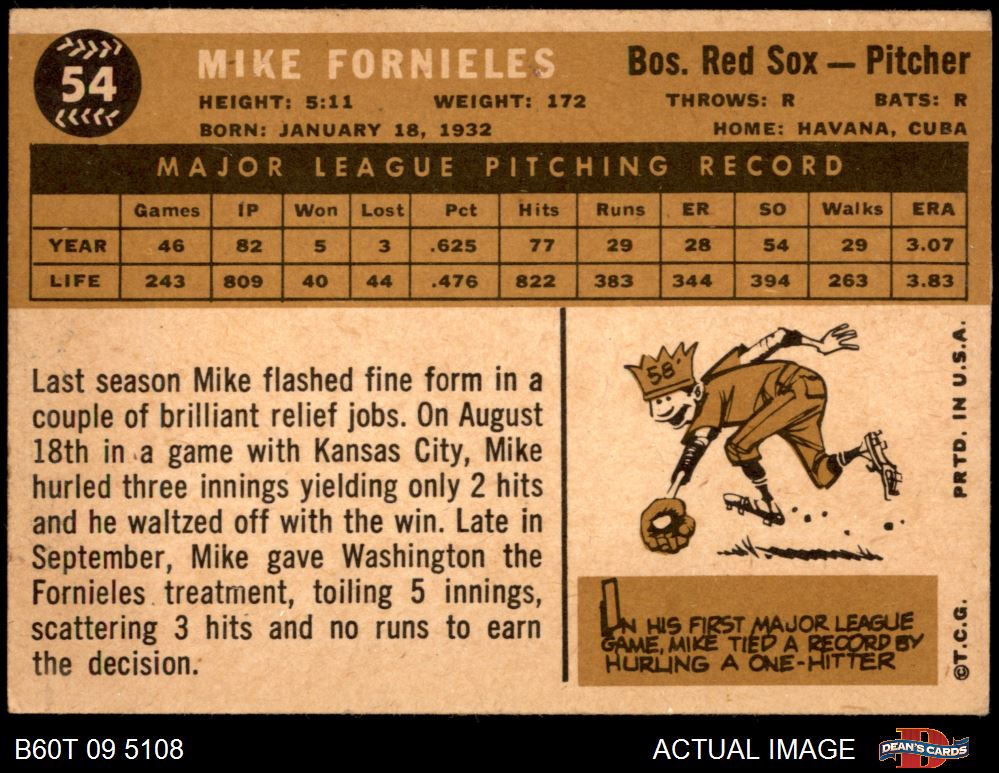 54
MIKE FORNIELES
Bos. Red Sox — Pitcher
HEIGHT: 5:11 WEIGHT: 172 THROWS: R BATS: R
BORN: JANUARY 18, 1932 HOME: HAVANA, CUBA
MAJOR LEAGUE PITCHING RECORD
Games IP Won Lost Pct Hits Runs ER SO Walks ERA
YEAR 46 82 5 3 .625 77 29 28 54 29 3.07
LIFE 243 809 40 44 .476 822 383 344 394 263 3.83
Last season Mike flashed fine form in a
couple of brilliant relief jobs. On August
18th in a game with Kansas City, Mike
hurled three innings yielding only 2 hits
and he waltzed off with the win. Late in
September, Mike gave Washington the
Fornieles treatment, toiling 5 innings,
scattering 3 hits and no runs to earn
the decision.
58
IN HIS FIRST MAJOR LEAGUE
GAME, MIKE TIED A RECORD BY
HURLING A ONE-HITTER
PRTD. IN U.S.A.
©T.C.G.
B60T 09 5108
ACTUAL IMAGE
DEAN'S CARDS